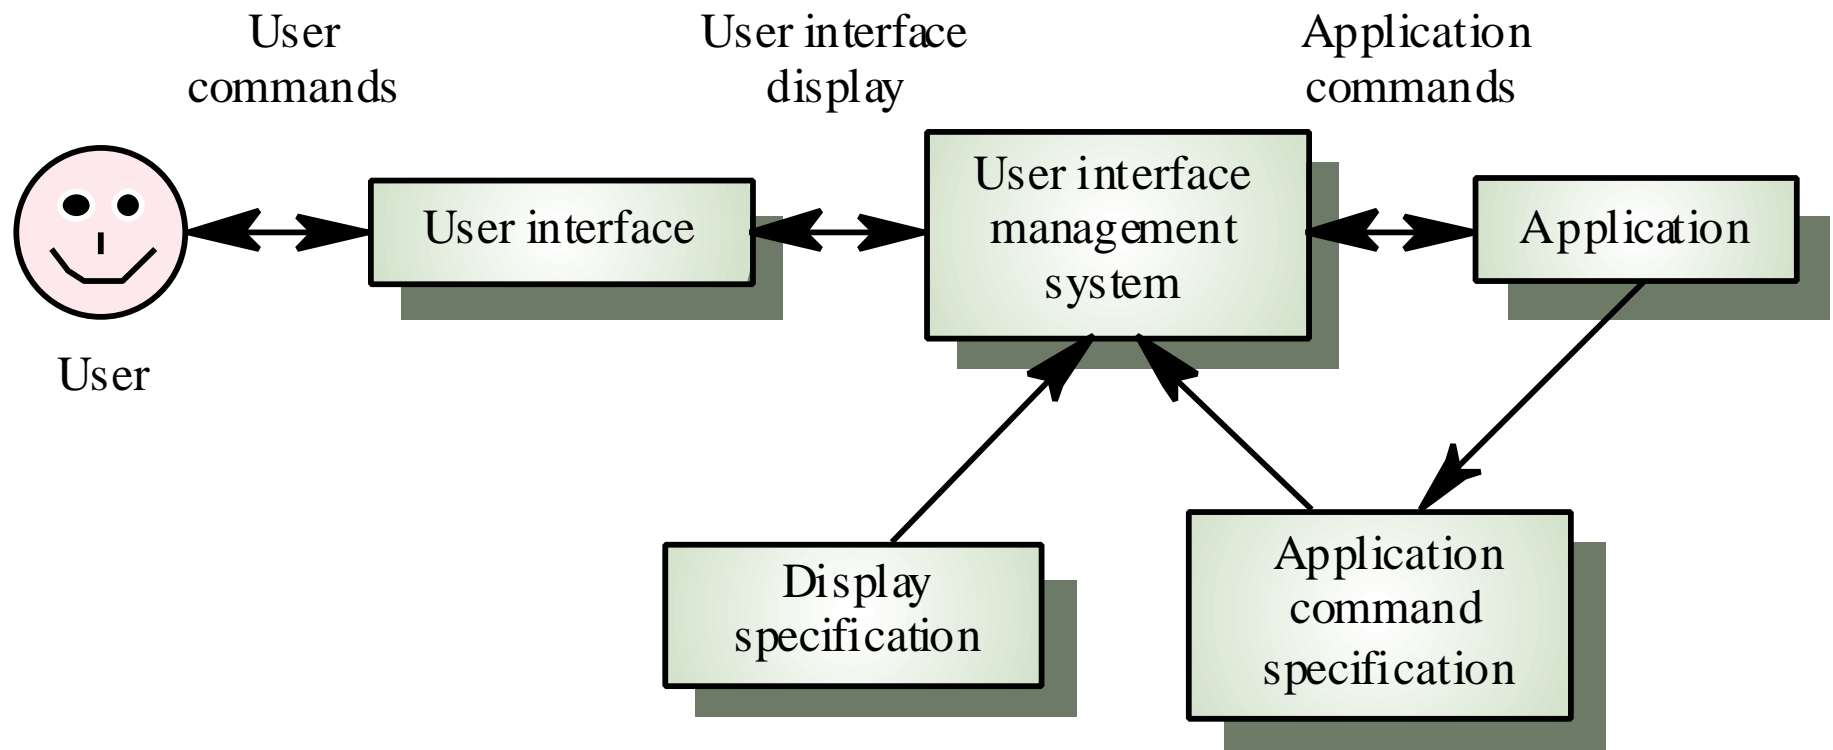 User
commands
User interface
display
Application
commands
User interface
User interface
management
system
Application
User
Display
specification
Application
command
specification